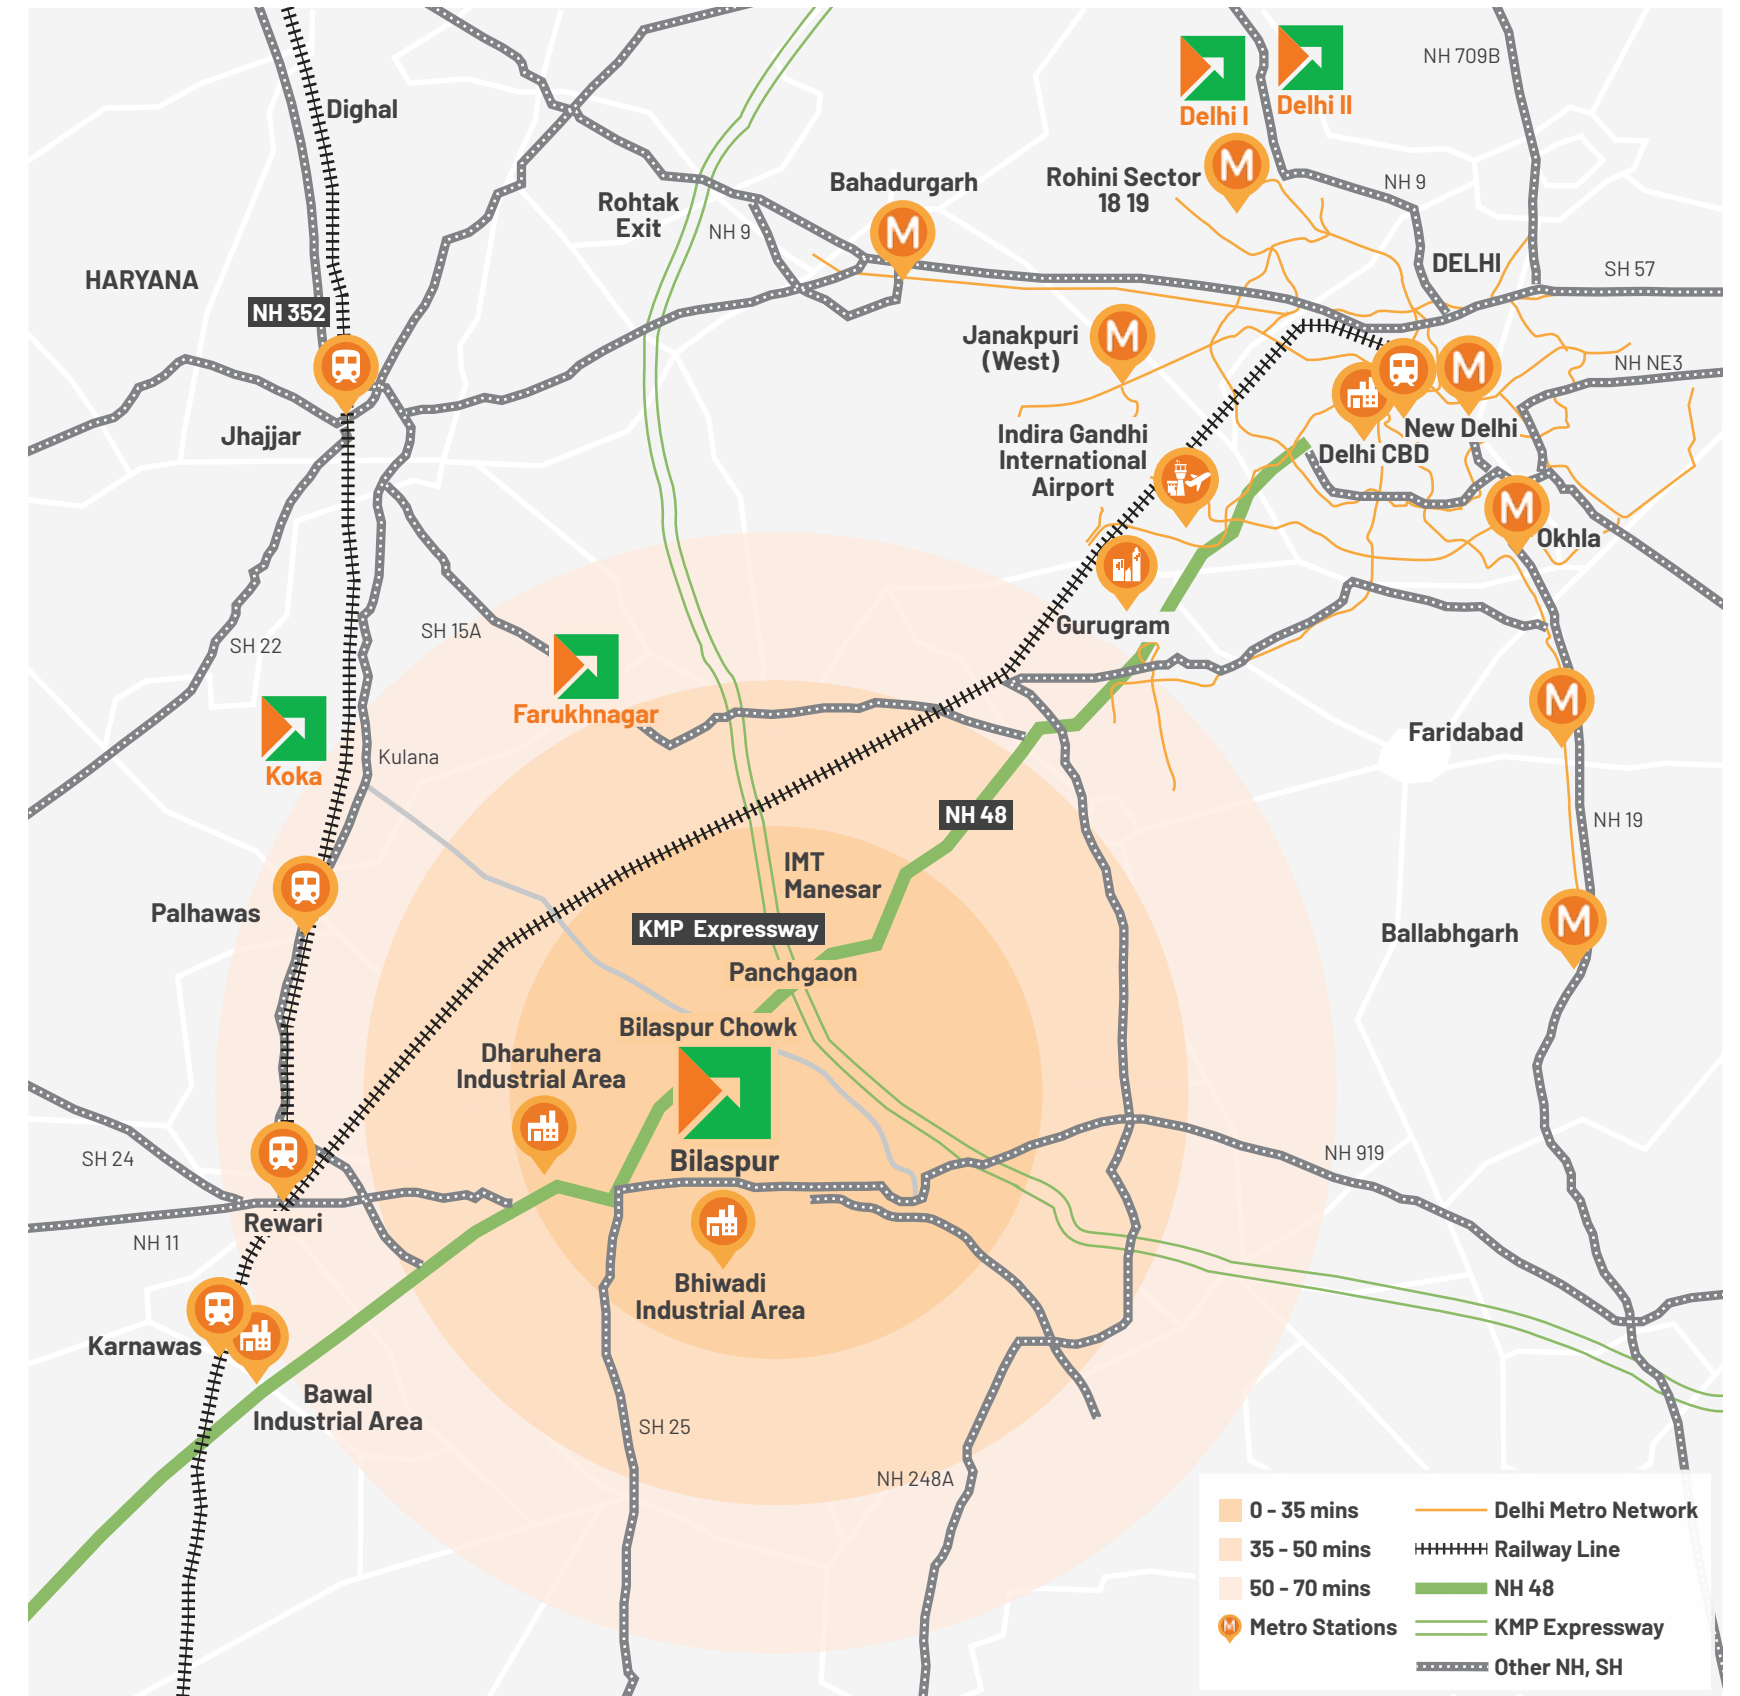 NH 709B
Delhi I
Delhi II
Dighal
Bahadurgarh
Rohini Sector
18 19
NH 9
Rohtak
Exit
NH 9
HARYANA
DELHI
SH 57
NH 352
Janakpuri
(West)
NH NE3
Jhajjar
Indira Gandhi
International
Airport
New Delhi
Delhi CBD
Okhla
SH 22
SH 15A
Gurugram
Farukhnagar
Koka
Kulana
Faridabad
NH 48
NH 19
IMT
Manesar
Palhawas
KMP Expressway
Ballabhgarh
Panchgaon
Bilaspur Chowk
Dharuhera
Industrial Area
SH 24
Bilaspur
NH 919
Rewari
NH 11
Bhiwadi
Industrial Area
Karnawas
Bawal
Industrial Area
SH 25
NH 248A
0 - 35 mins
35 - 50 mins
50 - 70 mins
Metro Stations
Delhi Metro Network
Railway Line
NH 48
KMP Expressway
Other NH, SH
M
M
M
M
M
M
M
M